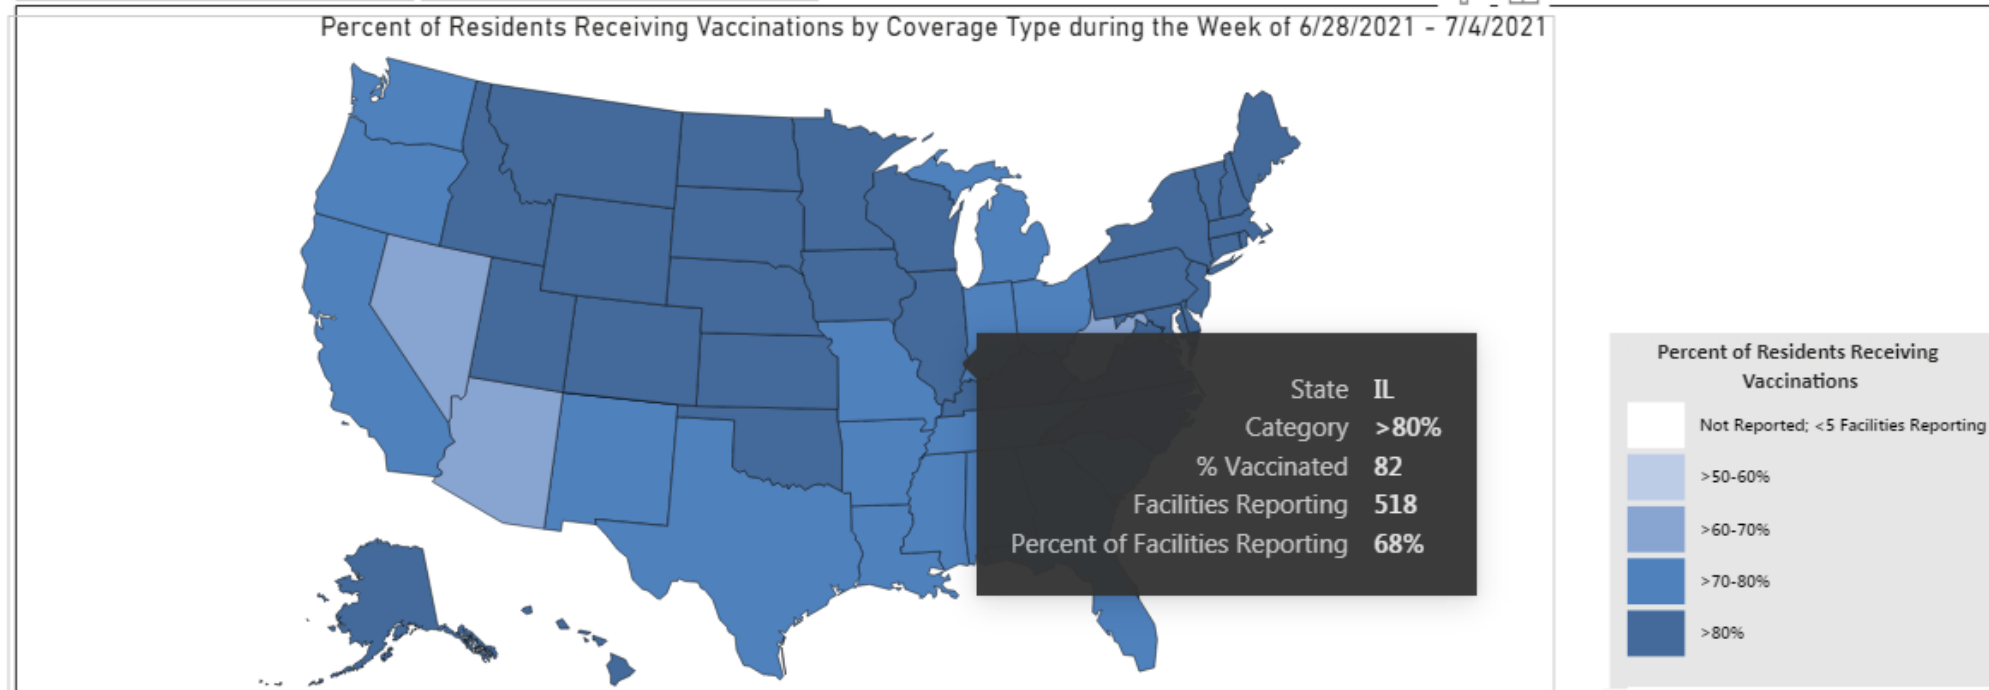 Percent of Residents Receiving Vaccinations by Coverage Type during the Week of 6/28/2021 - 7/4/2021
State IL
Category >80%
% Vaccinated 82
Facilities Reporting 518
Percent of Facilities Reporting 68%
Percent of Residents Receiving
Vaccinations
Not Reported; <5 Facilities Reporting
>50-60%
>60-70%
>70-80%
>80%